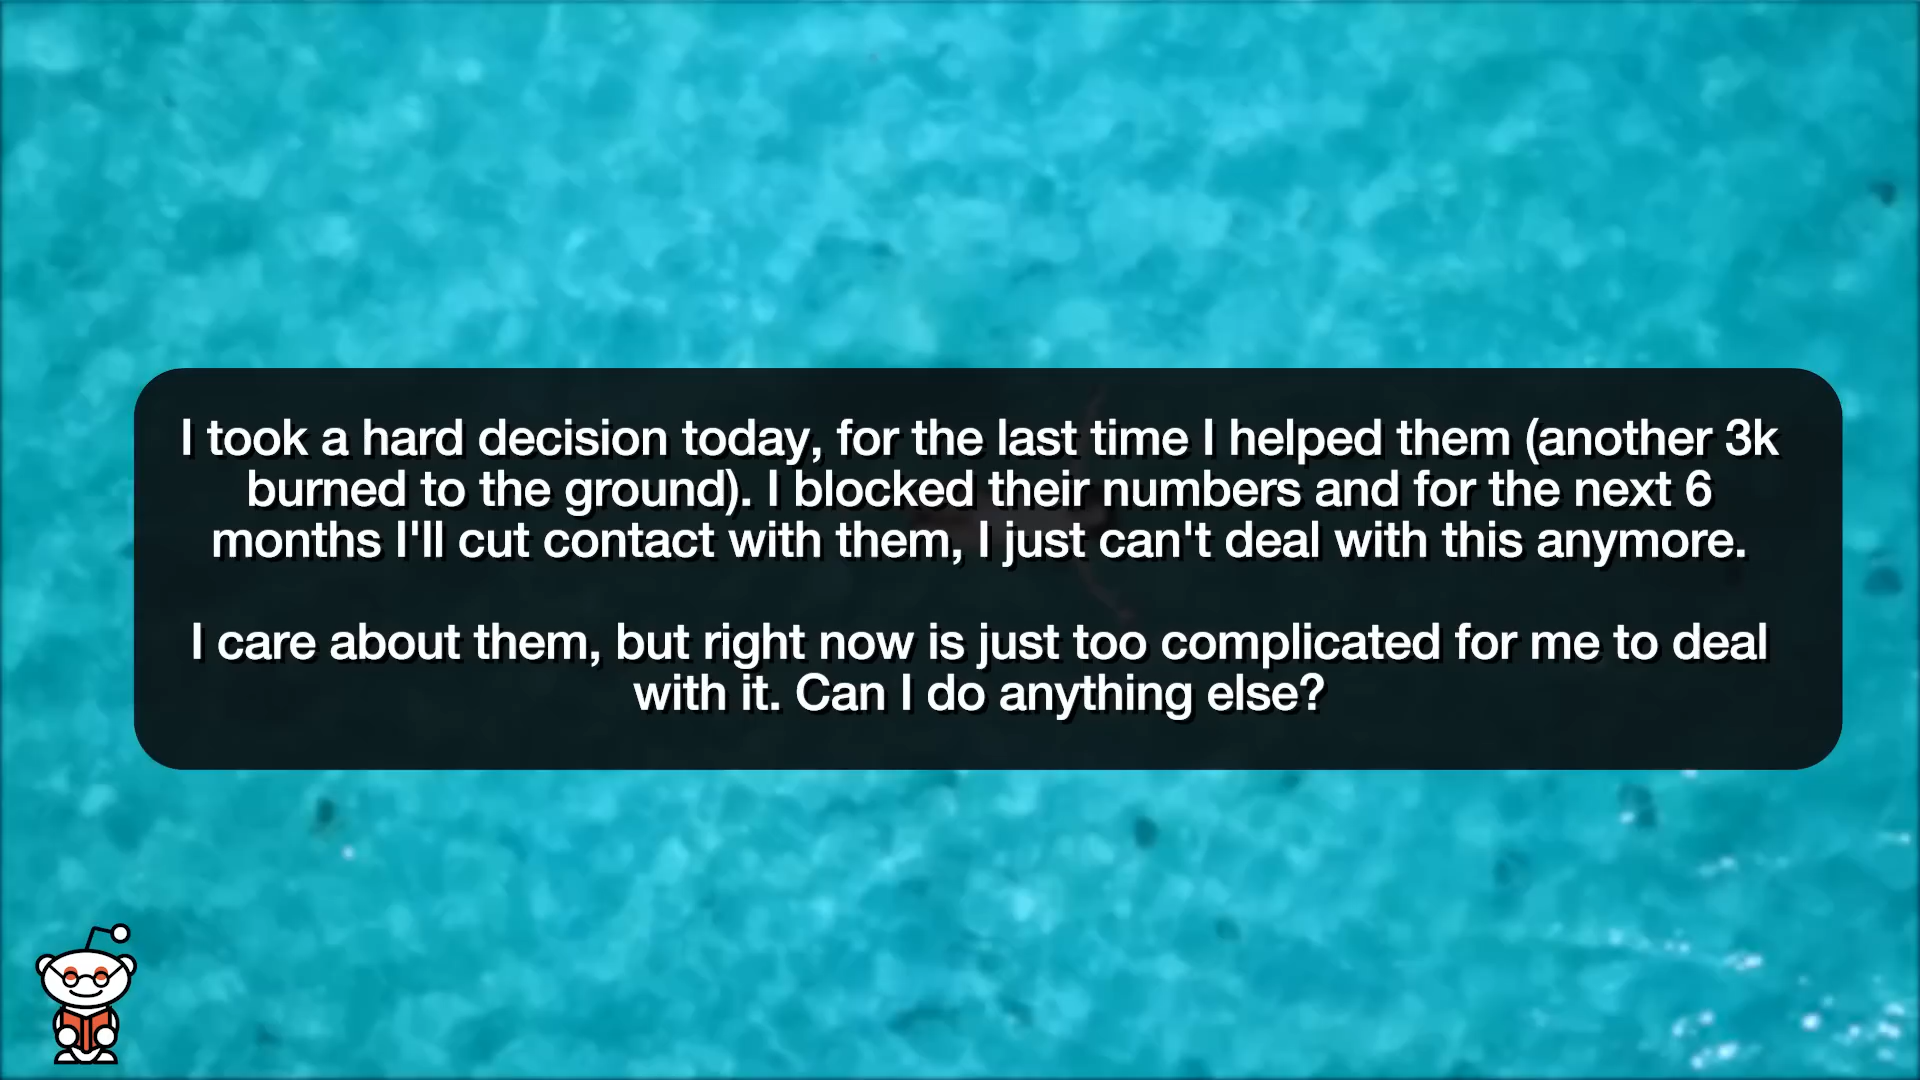 I took a hard decision today, for the last time I helped them (another 3k
burned to the ground). I blocked their numbers and for the next 6
months I'll cut contact with them, I just can't deal with this anymore.
I care about them, but right now is just too complicated for me to deal
with it. Can I do anything else?